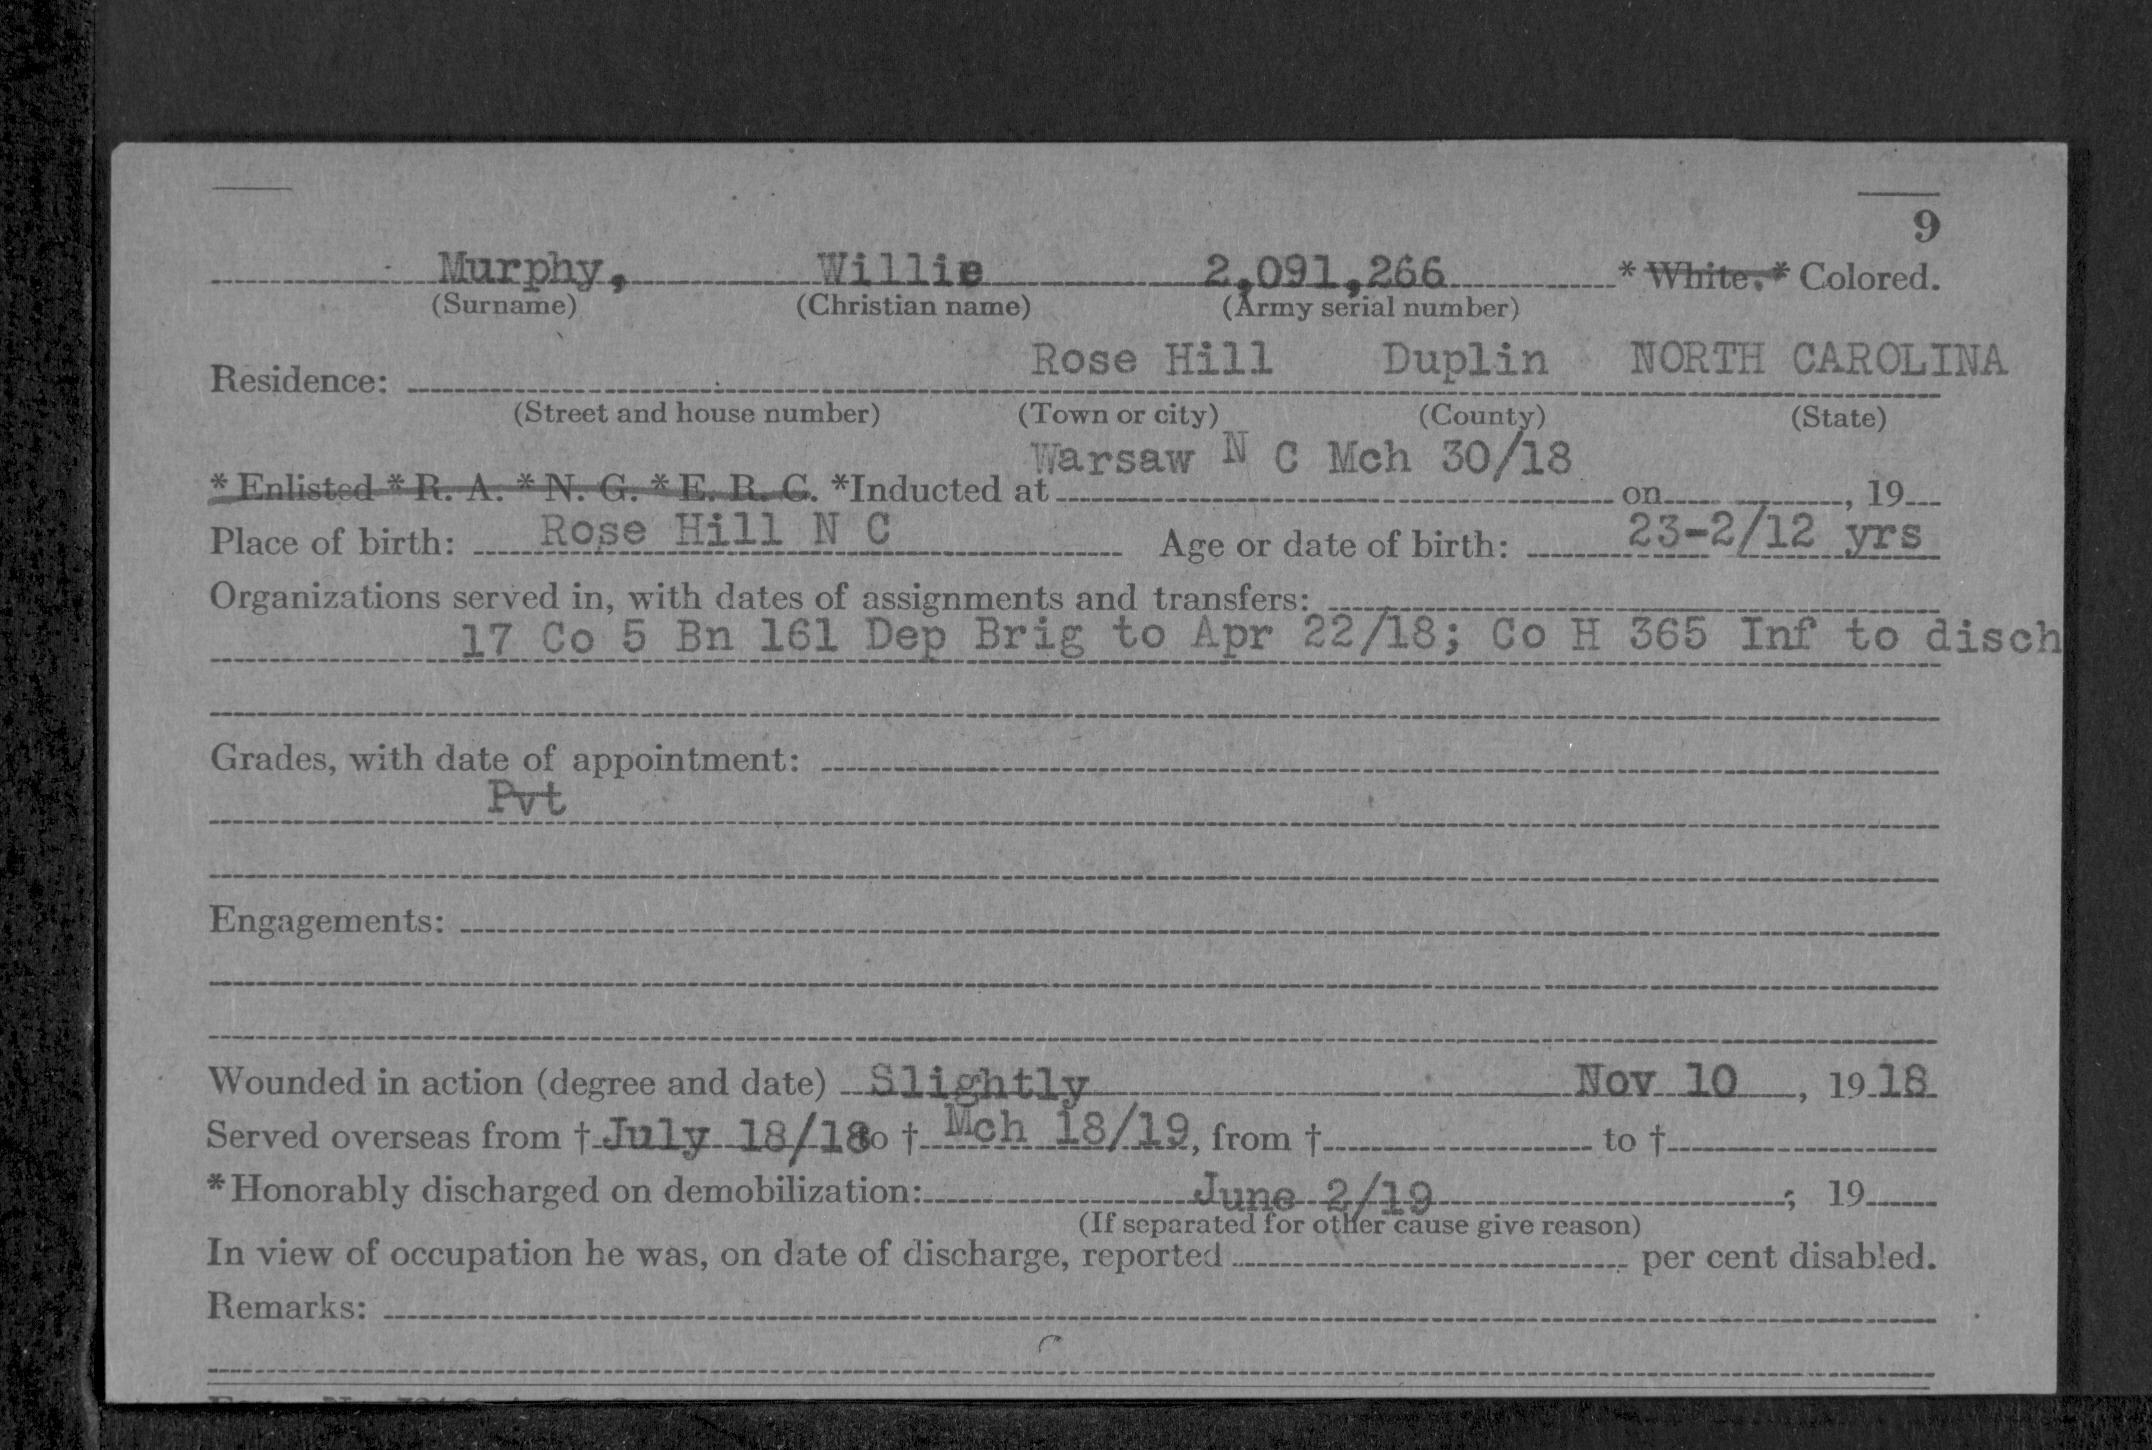 9
Murphy, Willie 2,091,266 * White. * Colored.
(Surname) (Christian name) (Army serial number)
Rose Hill Duplin NORTH CAROLINA
Residence:
(Street and house number) (Town or city) (County) (State)
Warsaw N C Mch 30/18
* Enlisted * R. A. * N. G. * E. R. C. *Inducted at on , 19
Place of birth: Rose Hill N C Age or date of birth: 23-2/12 yrs
Organizations served in, with dates of assignments and transfers:
17 Co 5 Bn 161 Dep Brig to Apr 22/18; Co H 365 Inf to disch
Grades, with date of appointment:
Pvt
Engagements:
Wounded in action (degree and date) Slightly Nov 10 , 19 18
Served overseas from † July 18/18 to † Mch 18/19, from † to †
*Honorably discharged on demobilization: June 2/19 , 19
(If separated for other cause give reason)
In view of occupation he was, on date of discharge, reported per cent disabled.
Remarks: